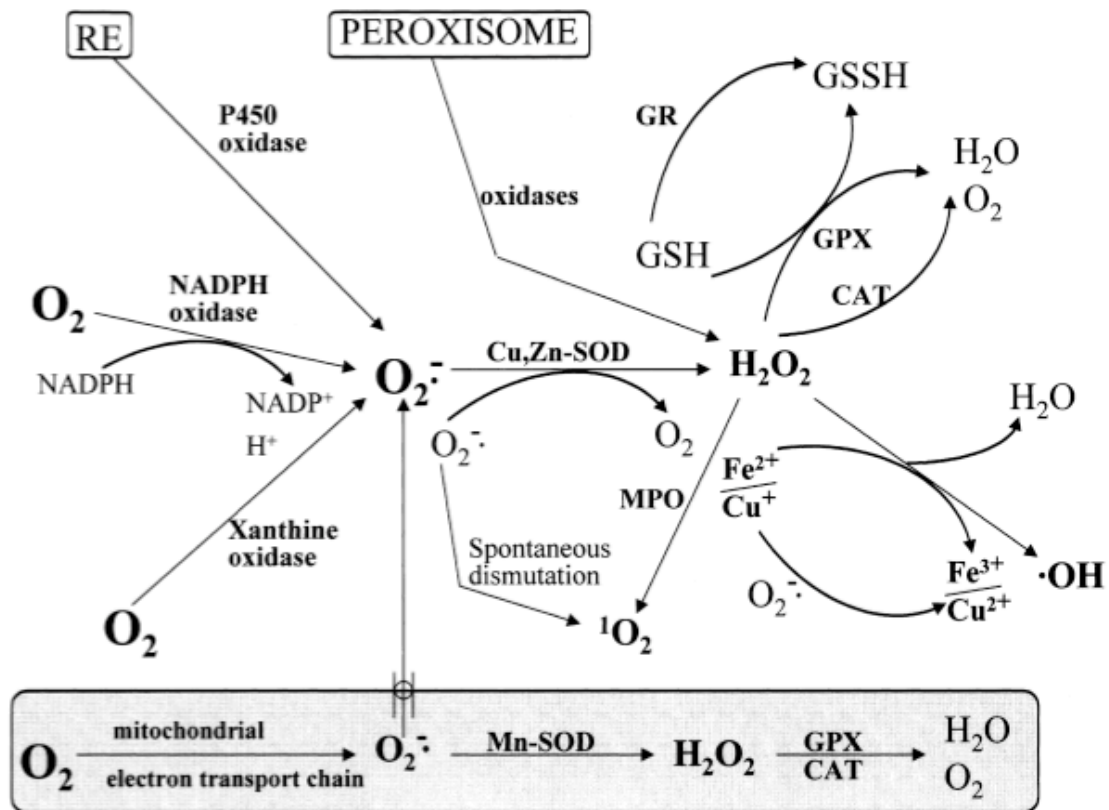 RE
PEROXISOME
P450
oxidase
oxidases
GR
GSSH
H₂O
O₂
GSH
GPX
CAT
O₂
NADPH
oxidase
NADPH
NADP⁺
H⁺
O₂·⁻
Cu,Zn-SOD
H₂O₂
O₂⁻·
O₂
H₂O
Fe²⁺
Cu⁺
MPO
Xanthine
oxidase
Spontaneous
dismutation
O₂⁻·
Fe³⁺
Cu²⁺
·OH
O₂
¹O₂
O₂
mitochondrial
electron transport chain
O₂⁻·
Mn-SOD
H₂O₂
GPX
CAT
H₂O
O₂